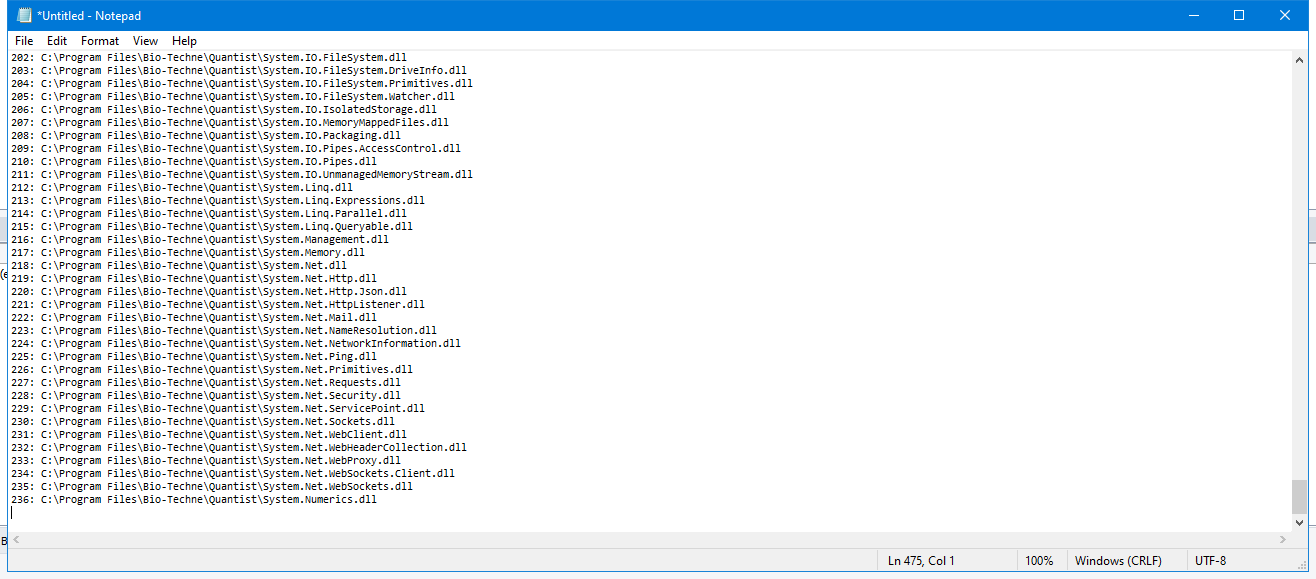 *Untitled - Notepad
File Edit Format View Help
202: C:\Program Files\Bio-Techne\Quantist\System.IO.FileSystem.dll
203: C:\Program Files\Bio-Techne\Quantist\System.IO.FileSystem.DriveInfo.dll
204: C:\Program Files\Bio-Techne\Quantist\System.IO.FileSystem.Primitives.dll
205: C:\Program Files\Bio-Techne\Quantist\System.IO.FileSystem.Watcher.dll
206: C:\Program Files\Bio-Techne\Quantist\System.IO.IsolatedStorage.dll
207: C:\Program Files\Bio-Techne\Quantist\System.IO.MemoryMappedFiles.dll
208: C:\Program Files\Bio-Techne\Quantist\System.IO.Packaging.dll
209: C:\Program Files\Bio-Techne\Quantist\System.IO.Pipes.AccessControl.dll
210: C:\Program Files\Bio-Techne\Quantist\System.IO.Pipes.dll
211: C:\Program Files\Bio-Techne\Quantist\System.IO.UnmanagedMemoryStream.dll
212: C:\Program Files\Bio-Techne\Quantist\System.Linq.dll
213: C:\Program Files\Bio-Techne\Quantist\System.Linq.Expressions.dll
214: C:\Program Files\Bio-Techne\Quantist\System.Linq.Parallel.dll
215: C:\Program Files\Bio-Techne\Quantist\System.Linq.Queryable.dll
216: C:\Program Files\Bio-Techne\Quantist\System.Management.dll
217: C:\Program Files\Bio-Techne\Quantist\System.Memory.dll
218: C:\Program Files\Bio-Techne\Quantist\System.Net.dll
219: C:\Program Files\Bio-Techne\Quantist\System.Net.Http.dll
220: C:\Program Files\Bio-Techne\Quantist\System.Net.Http.Json.dll
221: C:\Program Files\Bio-Techne\Quantist\System.Net.HttpListener.dll
222: C:\Program Files\Bio-Techne\Quantist\System.Net.Mail.dll
223: C:\Program Files\Bio-Techne\Quantist\System.Net.NameResolution.dll
224: C:\Program Files\Bio-Techne\Quantist\System.Net.NetworkInformation.dll
225: C:\Program Files\Bio-Techne\Quantist\System.Net.Ping.dll
226: C:\Program Files\Bio-Techne\Quantist\System.Net.Primitives.dll
227: C:\Program Files\Bio-Techne\Quantist\System.Net.Requests.dll
228: C:\Program Files\Bio-Techne\Quantist\System.Net.Security.dll
229: C:\Program Files\Bio-Techne\Quantist\System.Net.ServicePoint.dll
230: C:\Program Files\Bio-Techne\Quantist\System.Net.Sockets.dll
231: C:\Program Files\Bio-Techne\Quantist\System.Net.WebClient.dll
232: C:\Program Files\Bio-Techne\Quantist\System.Net.WebHeaderCollection.dll
233: C:\Program Files\Bio-Techne\Quantist\System.Net.WebProxy.dll
234: C:\Program Files\Bio-Techne\Quantist\System.Net.WebSockets.Client.dll
235: C:\Program Files\Bio-Techne\Quantist\System.Net.WebSockets.dll
236: C:\Program Files\Bio-Techne\Quantist\System.Numerics.dll
Ln 475, Col 1 100% Windows (CRLF) UTF-8